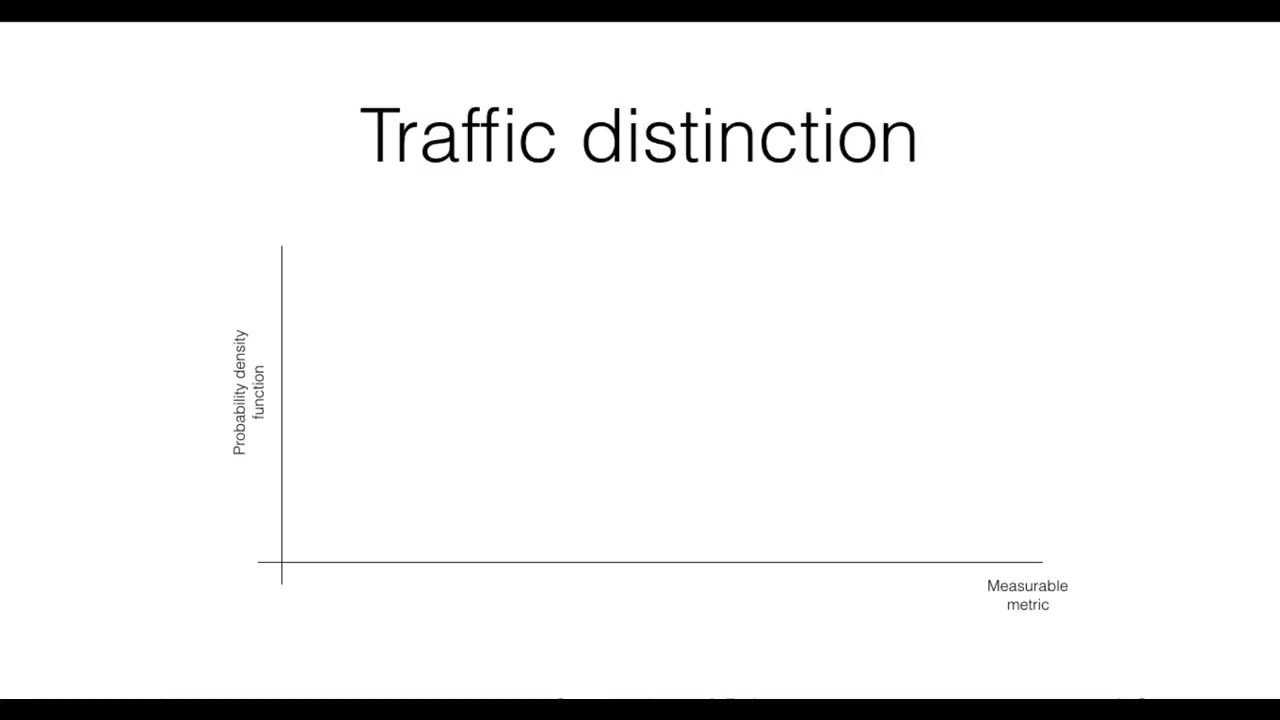 Traffic distinction
Probability density
function
Measurable
metric